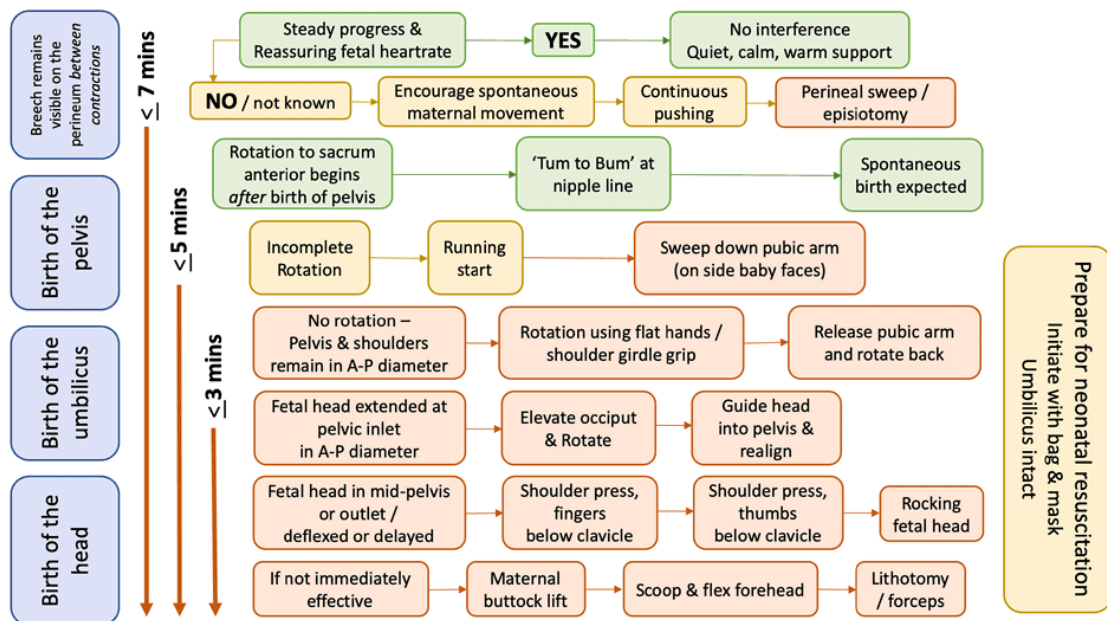 Breech remains
visible on the
perineum between
contractions
≤ 7 mins
Steady progress &
Reassuring fetal heartrate
YES
No interference
Quiet, calm, warm support
NO / not known
Encourage spontaneous
maternal movement
Continuous
pushing
Perineal sweep /
episiotomy
Birth of the
pelvis
≤ 5 mins
Rotation to sacrum
anterior begins
after birth of pelvis
‘Tum to Bum’ at
nipple line
Spontaneous
birth expected
Incomplete
Rotation
Running
start
Sweep down pubic arm
(on side baby faces)
Birth of the
umbilicus
≤ 3 mins
No rotation –
Pelvis & shoulders
remain in A-P diameter
Rotation using flat hands /
shoulder girdle grip
Release pubic arm
and rotate back
Fetal head extended at
pelvic inlet
in A-P diameter
Elevate occiput
& Rotate
Guide head
into pelvis &
realign
Birth of the
head
Fetal head in mid-pelvis
or outlet /
deflexed or delayed
Shoulder press,
fingers
below clavicle
Shoulder press,
thumbs
below clavicle
Rocking
fetal head
If not immediately
effective
Maternal
buttock lift
Scoop & flex forehead
Lithotomy
/ forceps
Prepare for neonatal resuscitation
Initiate with bag & mask
Umbilicus intact